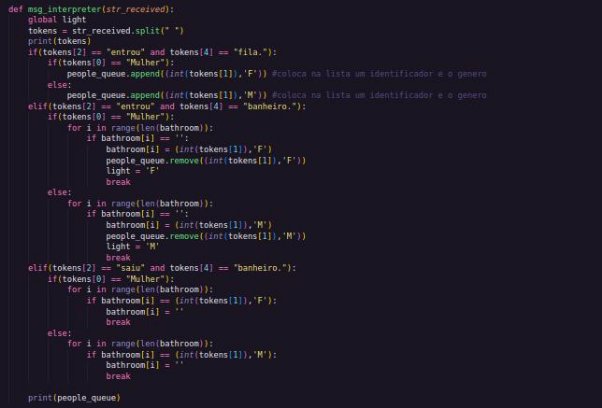 def msg_interpreter(str_received):
    global light
    tokens = str_received.split(" ")
    print(tokens)
    if(tokens[2] == "entrou" and tokens[4] == "fila."):
        if(tokens[0] == "Mulher"):
            people_queue.append((int(tokens[1]),'F')) #coloca na lista um identificador e o genero
        else:
            people_queue.append((int(tokens[1]),'M')) #coloca na lista um identificador e o genero
    elif(tokens[2] == "entrou" and tokens[4] == "banheiro."):
        if(tokens[0] == "Mulher"):
            for i in range(len(bathroom)):
                if bathroom[i] == '':
                    bathroom[i] = (int(tokens[1]),'F')
                    people_queue.remove((int(tokens[1]),'F'))
                    light = 'F'
                    break
        else:
            for i in range(len(bathroom)):
                if bathroom[i] == '':
                    bathroom[i] = (int(tokens[1]),'M')
                    people_queue.remove((int(tokens[1]),'M'))
                    light = 'M'
                    break
    elif(tokens[2] == "saiu" and tokens[4] == "banheiro."):
        if(tokens[0] == "Mulher"):
            for i in range(len(bathroom)):
                if bathroom[i] == (int(tokens[1]),'F'):
                    bathroom[i] = ''
                    break
        else:
            for i in range(len(bathroom)):
                if bathroom[i] == (int(tokens[1]),'M'):
                    bathroom[i] = ''
                    break
    print(people_queue)